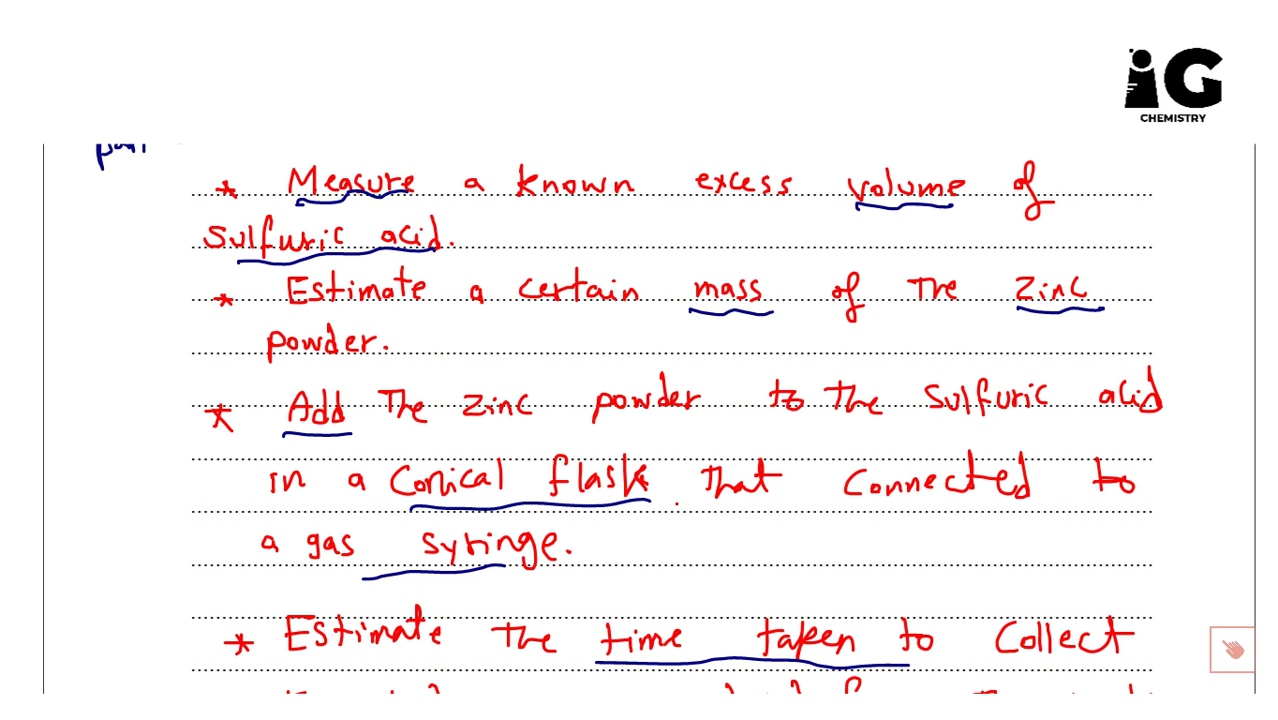 iG
CHEMISTRY
* Measure a known excess volume of
sulfuric acid.
* Estimate a certain mass of The Zinc
powder.
* Add The zinc powder to the sulfuric acid
in a Conical flask That connected to
a gas syringe.
* Estimate the time taken to Collect